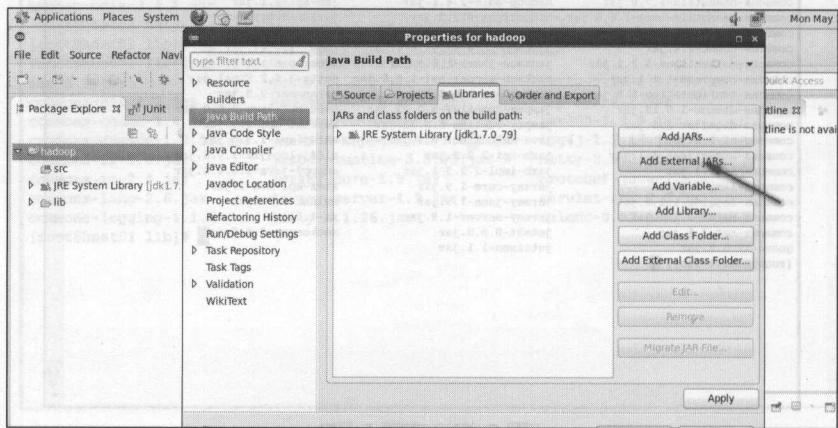 Applications Places System
Mon May
Properties for hadoop
File Edit Source Refactor Navi
type filter text
Java Build Path
Quick Access
Resource
Builders
Java Build Path
Java Code Style
Java Compiler
Java Editor
Javadoc Location
Project References
Refactoring History
Run/Debug Settings
Task Repository
Task Tags
Validation
WikiText
Package Explore
JUnit
hadoop
src
JRE System Library [jdk1.7.
lib
Source Projects Libraries Order and Export
JARs and class folders on the build path:
JRE System Library [jdk1.7.0_79]
Add JARs...
Add External JARs...
Add Variable...
Add Library...
Add Class Folder...
Add External Class Folder...
Edit...
Remove
Migrate JAR File...
Apply
utline
tline is not avai